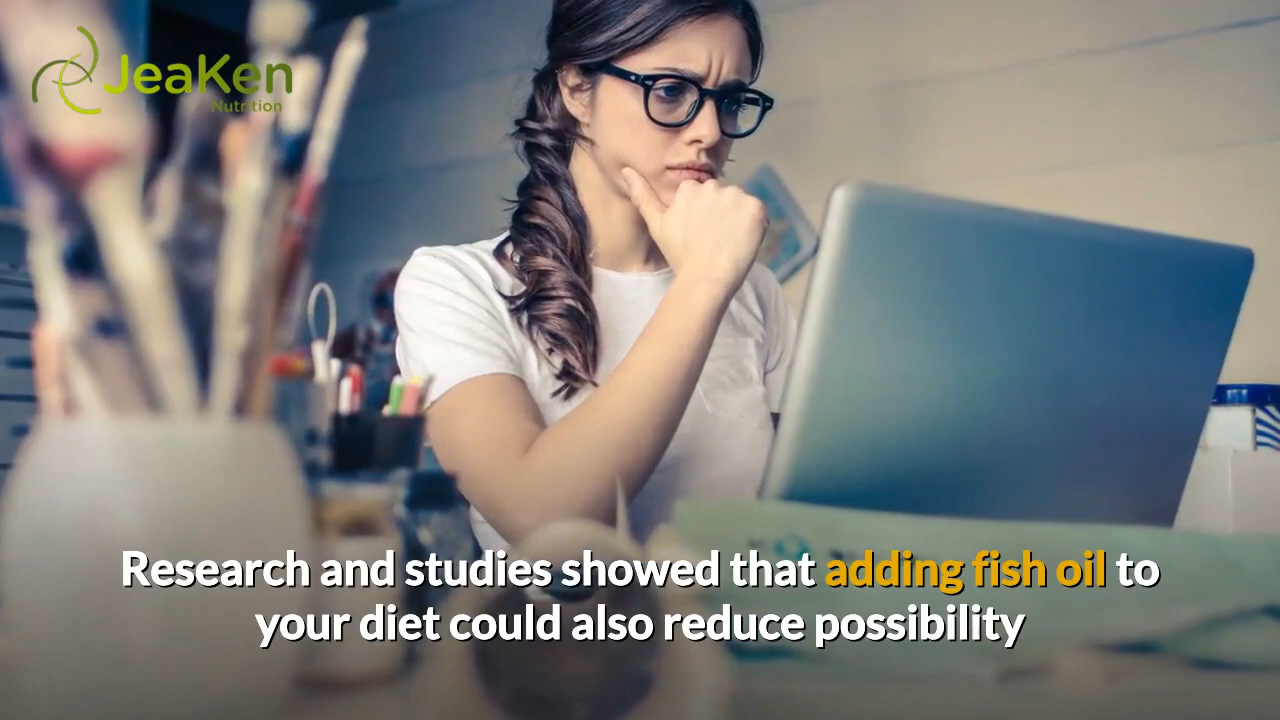 JeaKen
Nutrition
Research and studies showed that adding fish oil to
your diet could also reduce possibility